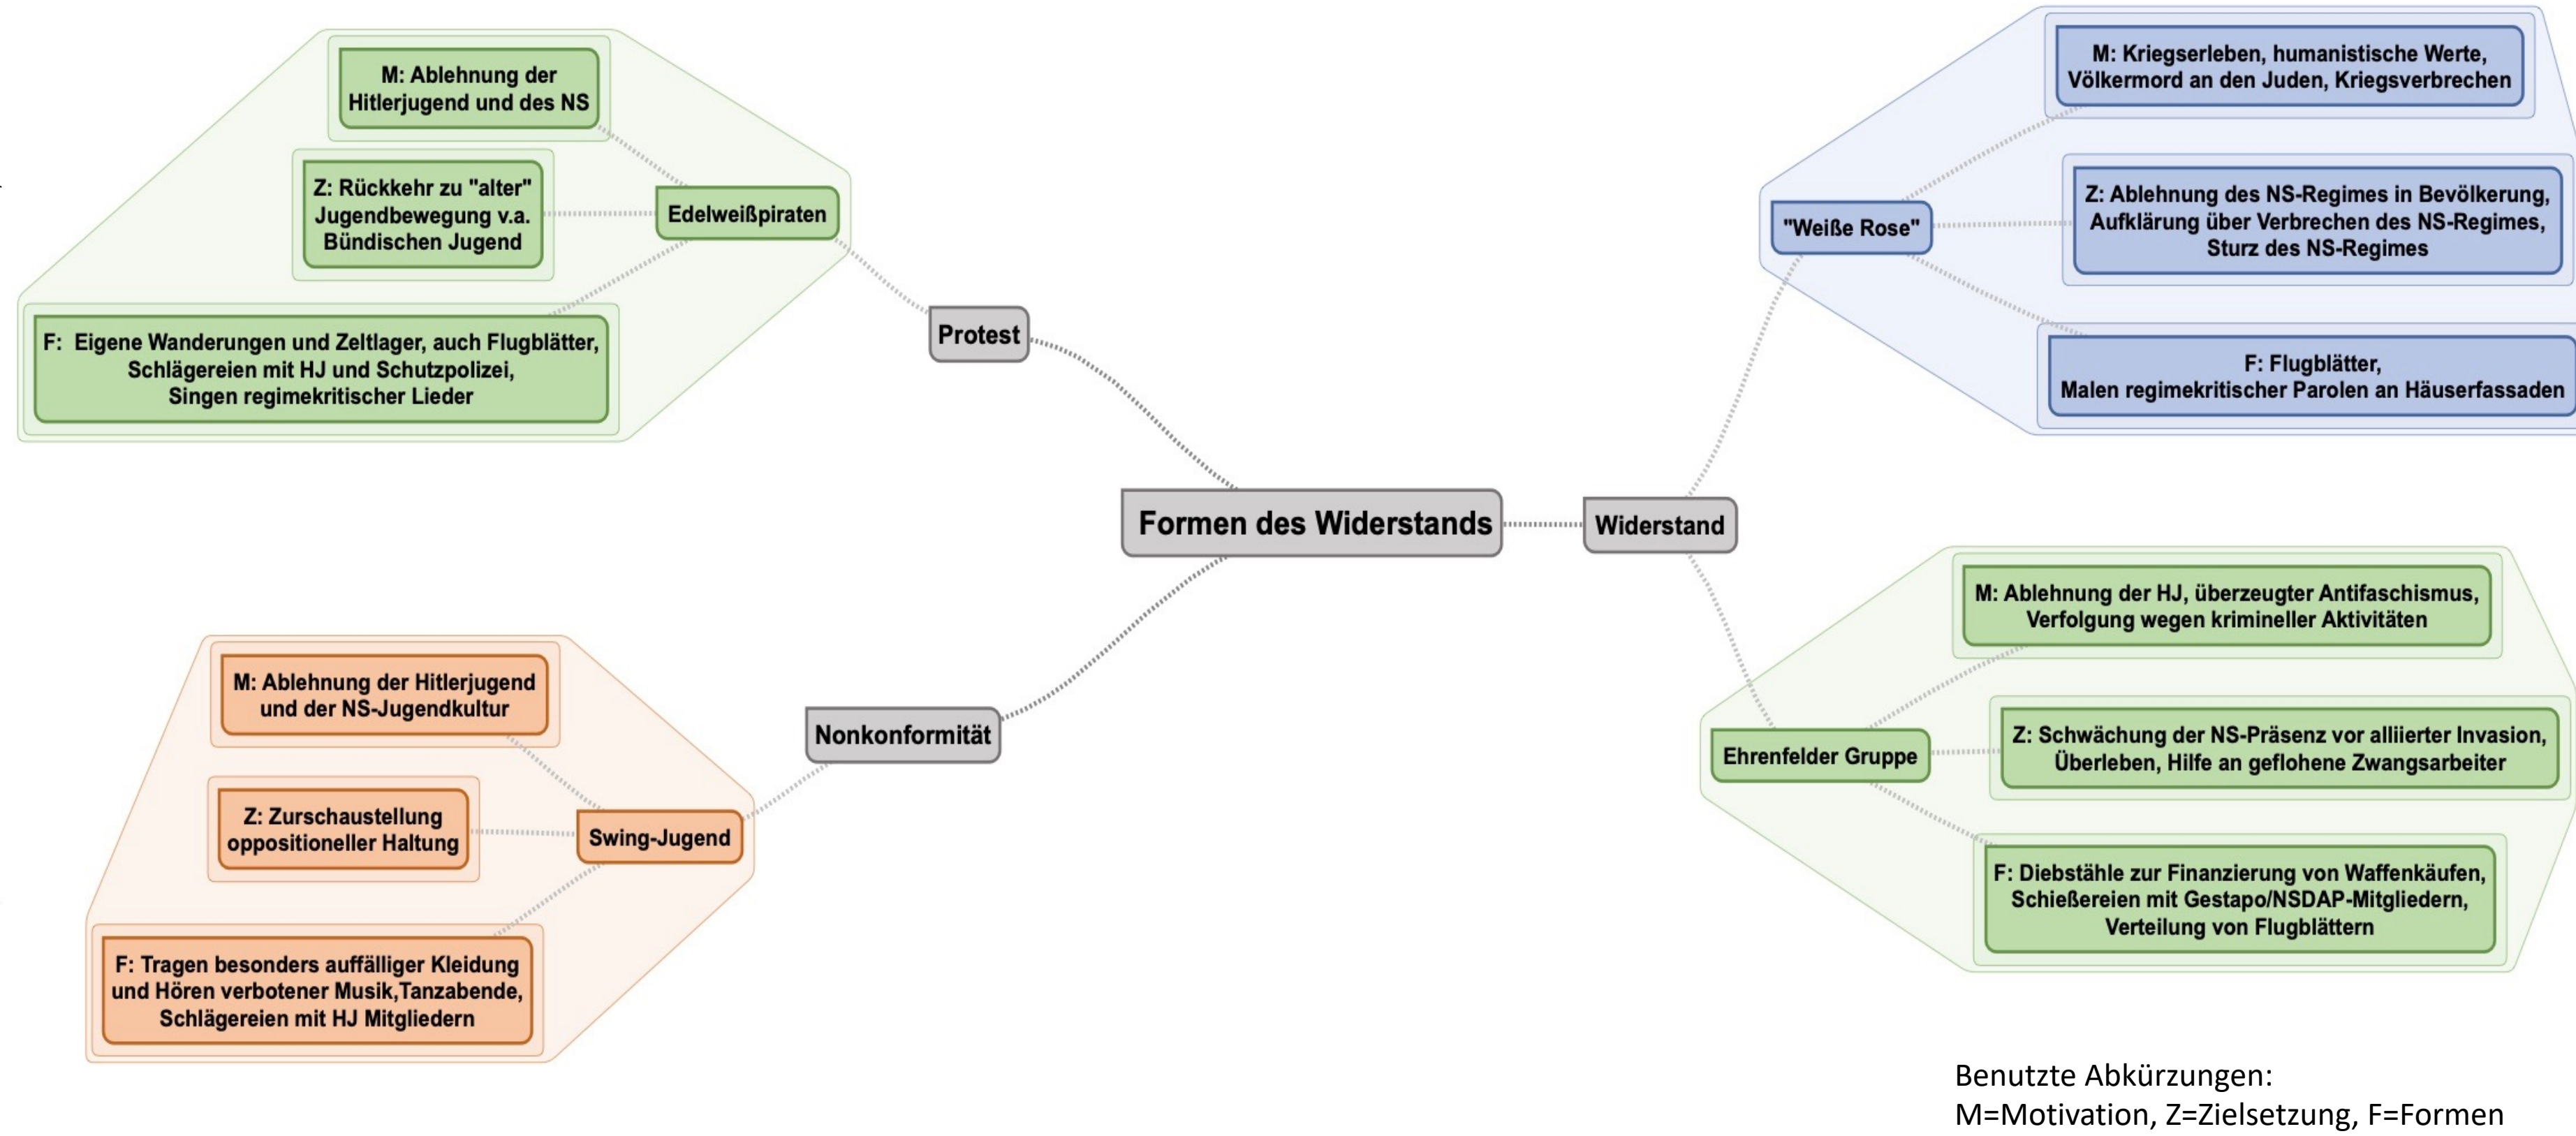 Formen des Widerstands
Protest
Edelweißpiraten
M: Ablehnung der
Hitlerjugend und des NS
Z: Rückkehr zu "alter"
Jugendbewegung v.a.
Bündischen Jugend
F:  Eigene Wanderungen und Zeltlager, auch Flugblätter,
Schlägereien mit HJ und Schutzpolizei,
Singen regimekritischer Lieder
Nonkonformität
Swing-Jugend
M: Ablehnung der Hitlerjugend
und der NS-Jugendkultur
Z: Zurschaustellung
oppositioneller Haltung
F: Tragen besonders auffälliger Kleidung
und Hören verbotener Musik,Tanzabende,
Schlägereien mit HJ Mitgliedern
Widerstand
"Weiße Rose"
M: Kriegserleben, humanistische Werte,
Völkermord an den Juden, Kriegsverbrechen
Z: Ablehnung des NS-Regimes in Bevölkerung,
Aufklärung über Verbrechen des NS-Regimes,
Sturz des NS-Regimes
F: Flugblätter,
Malen regimekritischer Parolen an Häuserfassaden
Ehrenfelder Gruppe
M: Ablehnung der HJ, überzeugter Antifaschismus,
Verfolgung wegen krimineller Aktivitäten
Z: Schwächung der NS-Präsenz vor alliierter Invasion,
Überleben, Hilfe an geflohene Zwangsarbeiter
F: Diebstähle zur Finanzierung von Waffenkäufen,
Schießereien mit Gestapo/NSDAP-Mitgliedern,
Verteilung von Flugblättern
Benutzte Abkürzungen:
M=Motivation, Z=Zielsetzung, F=Formen